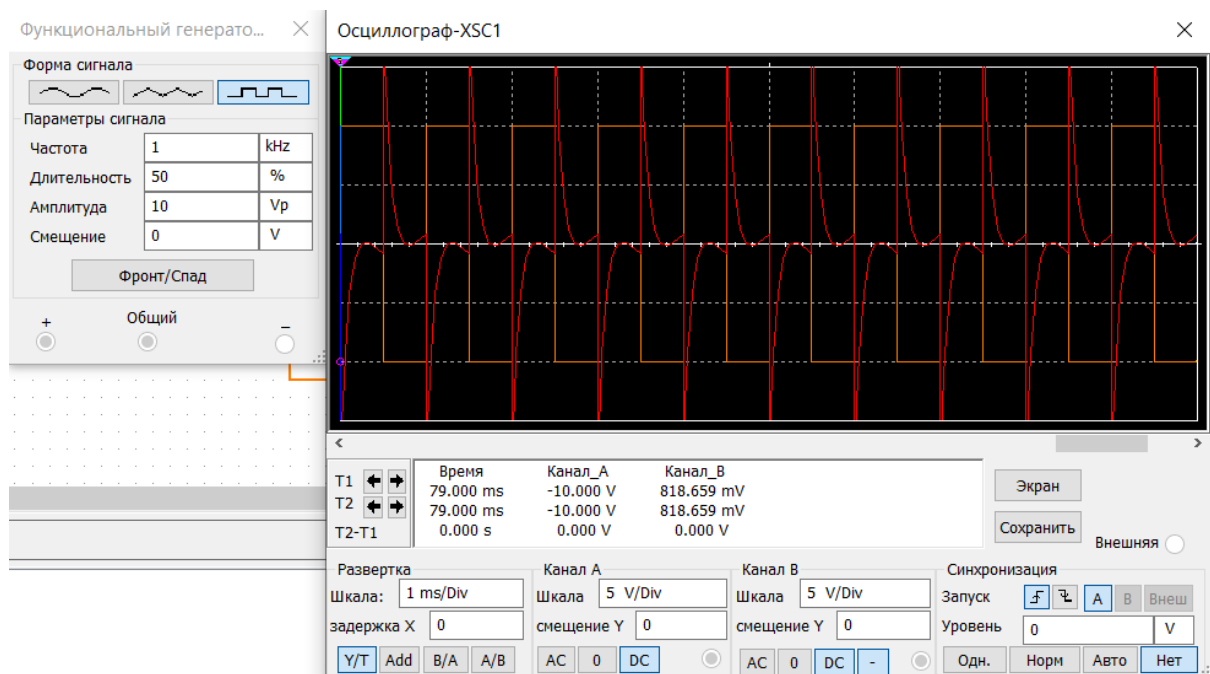 Функциональный генерато...
Форма сигнала
Параметры сигнала
Частота 1 kHz
Длительность 50 %
Амплитуда 10 Vp
Смещение 0 V
Фронт/Спад
+ Общий –
Осциллограф-XSC1
Время Канал_А Канал_В
T1 79.000 ms -10.000 V 818.659 mV
T2 79.000 ms -10.000 V 818.659 mV
T2-T1 0.000 s 0.000 V 0.000 V
Экран
Сохранить
Внешняя
Развертка
Шкала: 1 ms/Div
задержка X 0
Y/T Add B/A A/B
Канал А
Шкала 5 V/Div
смещение Y 0
AC 0 DC
Канал В
Шкала 5 V/Div
смещение Y 0
AC 0 DC -
Синхронизация
Запуск A B Внеш
Уровень 0 V
Одн. Норм Авто Нет